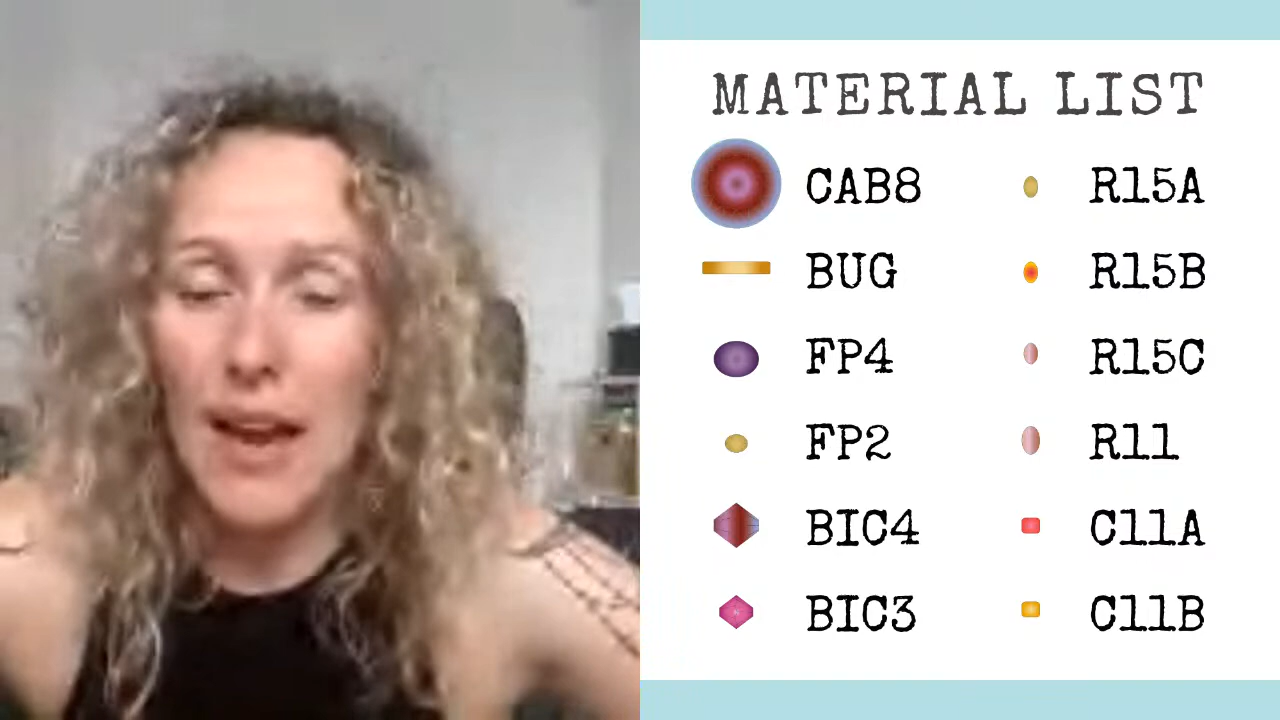 MATERIAL LIST
CAB8
BUG
FP4
FP2
BIC4
BIC3
R15A
R15B
R15C
R11
C11A
C11B